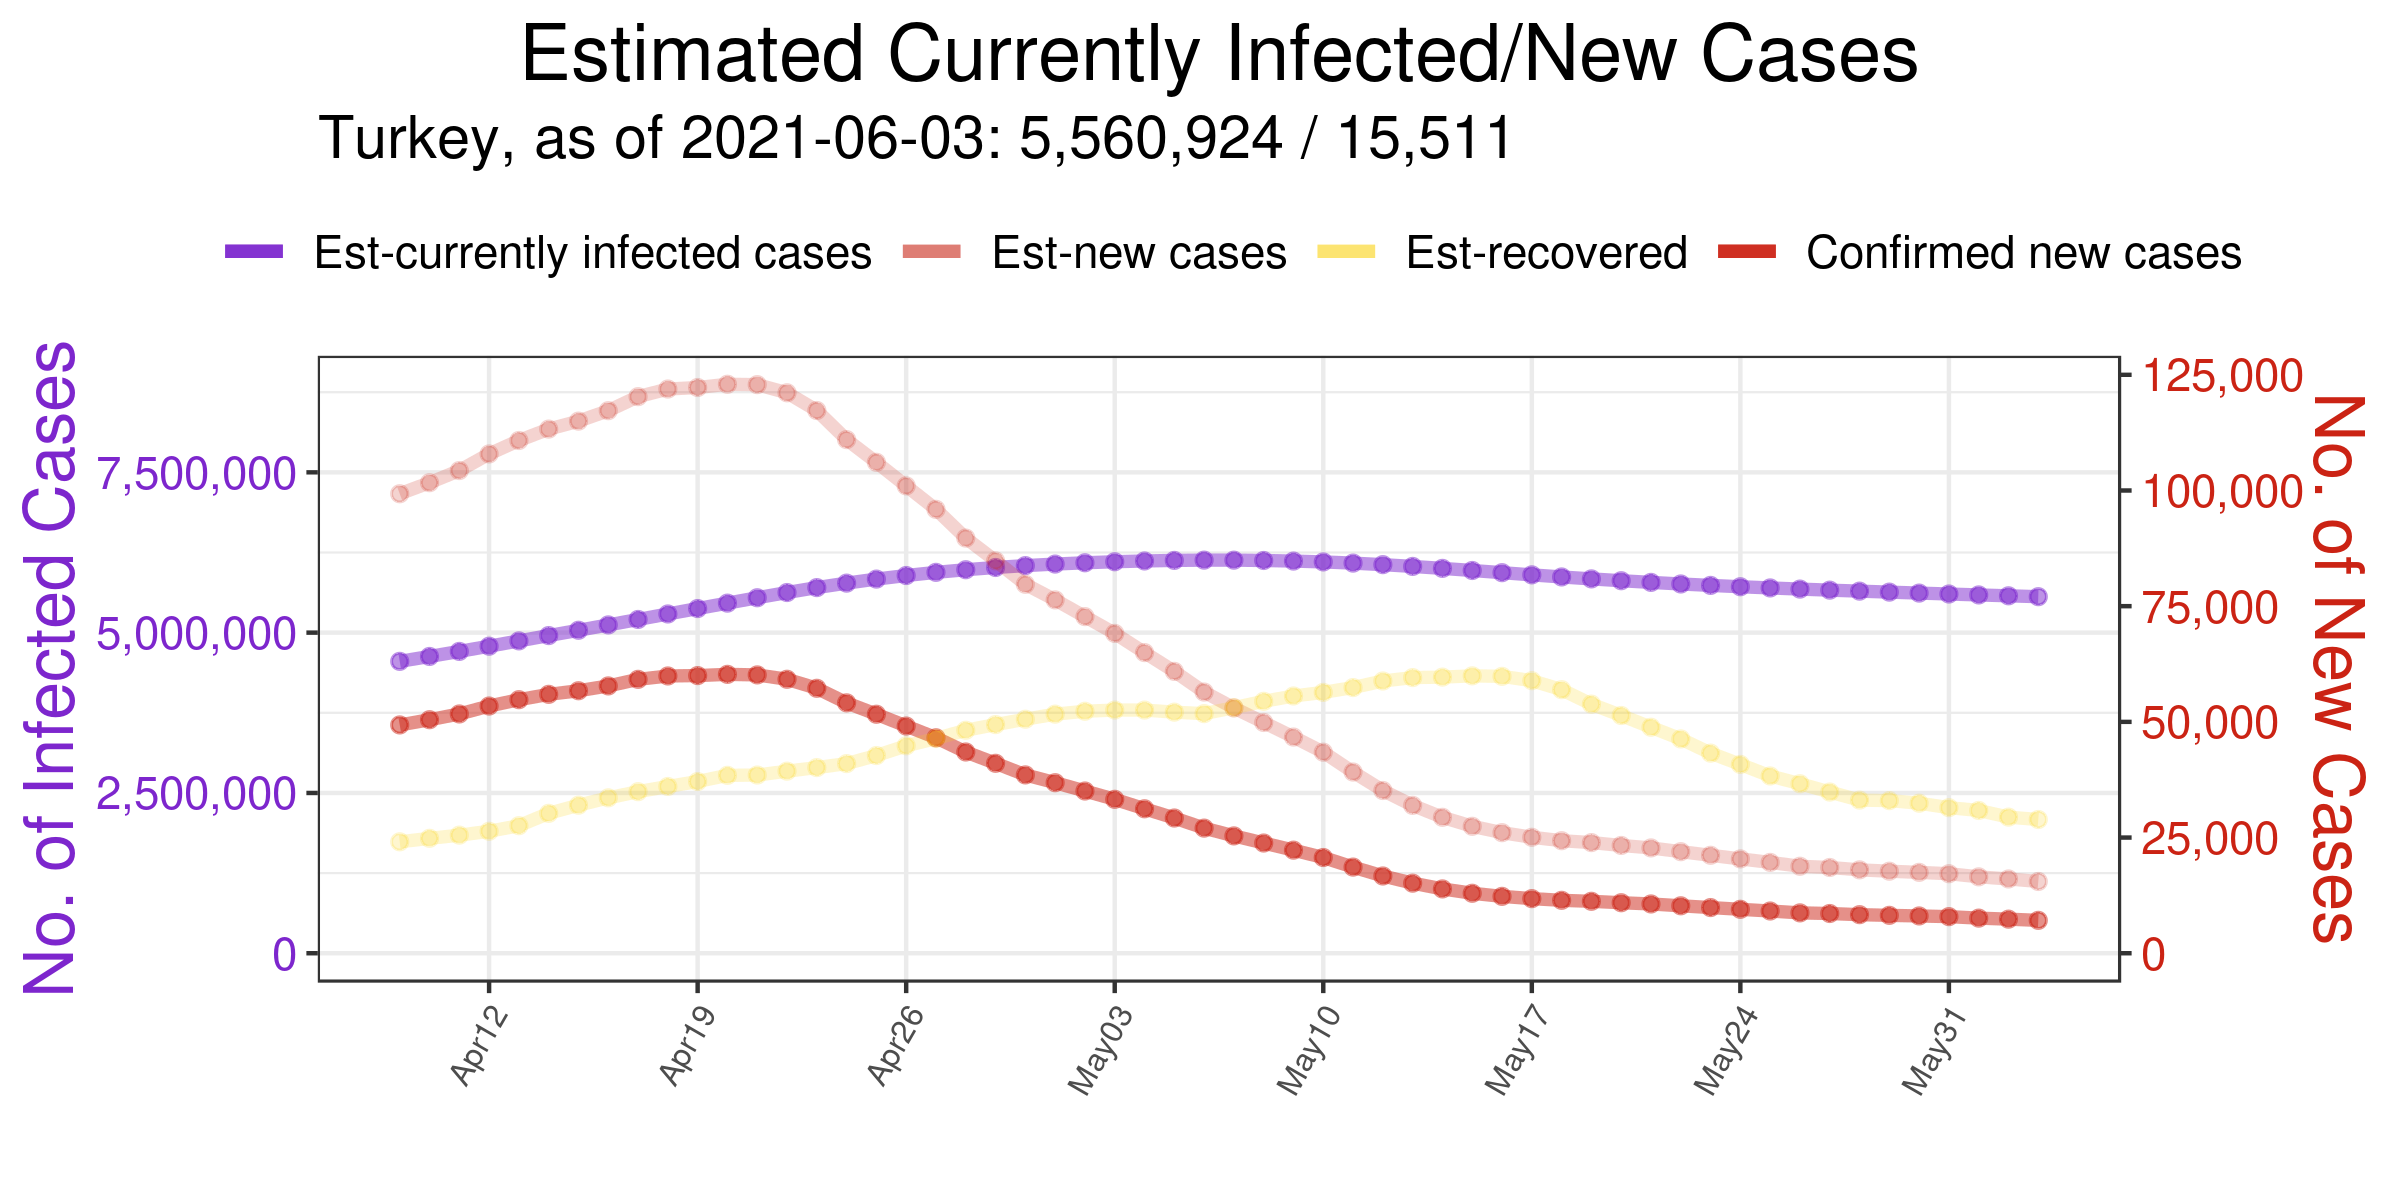 Estimated Currently Infected/New Cases
Turkey, as of 2021-06-03: 5,560,924 / 15,511
Est-currently infected cases Est-new cases Est-recovered Confirmed new cases
No. of Infected Cases
7,500,000
5,000,000
2,500,000
0
125,000
100,000
75,000
50,000
25,000
0
No. of New Cases
Apr12 Apr19 Apr26 May03 May10 May17 May24 May31